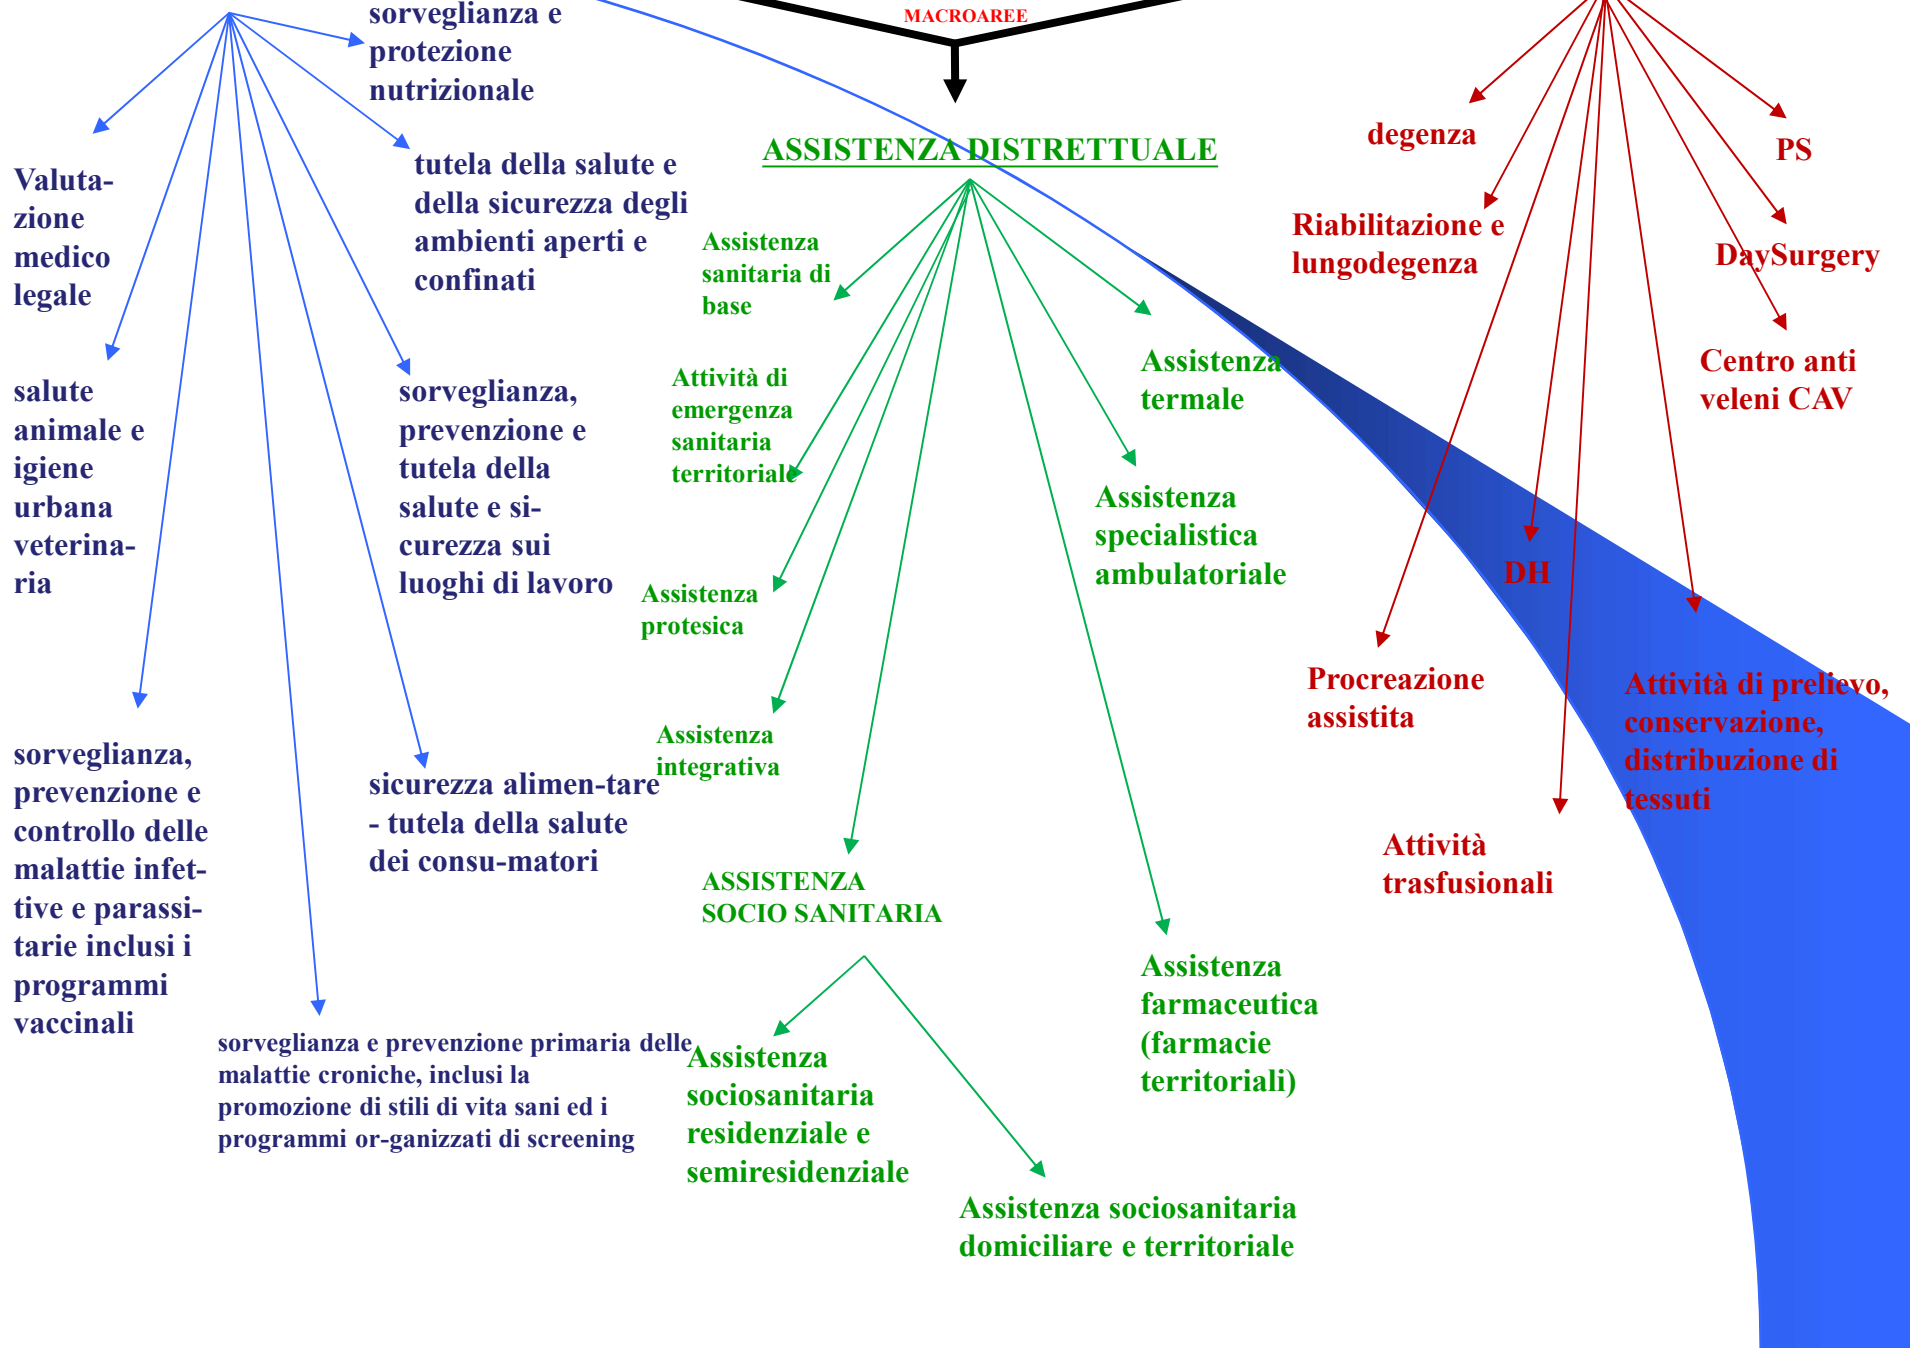 MACROAREE
sorveglianza e
protezione
nutrizionale
Valuta-
zione
medico
legale
tutela della salute e
della sicurezza degli
ambienti aperti e
confinati
salute
animale e
igiene
urbana
veterina-
ria
sorveglianza,
prevenzione e
tutela della
salute e si-
curezza sui
luoghi di lavoro
sorveglianza,
prevenzione e
controllo delle
malattie infet-
tive e parassi-
tarie inclusi i
programmi
vaccinali
sicurezza alimen-tare
- tutela della salute
dei consu-matori
sorveglianza e prevenzione primaria delle
malattie croniche, inclusi la
promozione di stili di vita sani ed i
programmi or-ganizzati di screening
ASSISTENZA DISTRETTUALE
Assistenza
sanitaria di
base
Attività di
emergenza
sanitaria
territoriale
Assistenza
protesica
Assistenza
integrativa
ASSISTENZA
SOCIO SANITARIA
Assistenza
sociosanitaria
residenziale e
semiresidenziale
Assistenza sociosanitaria
domiciliare e territoriale
Assistenza
termale
Assistenza
specialistica
ambulatoriale
Assistenza
farmaceutica
(farmacie
territoriali)
degenza
PS
Riabilitazione e
lungodegenza
DaySurgery
Centro anti
veleni CAV
DH
Procreazione
assistita
Attività di prelievo,
conservazione,
distribuzione di
tessuti
Attività
trasfusionali